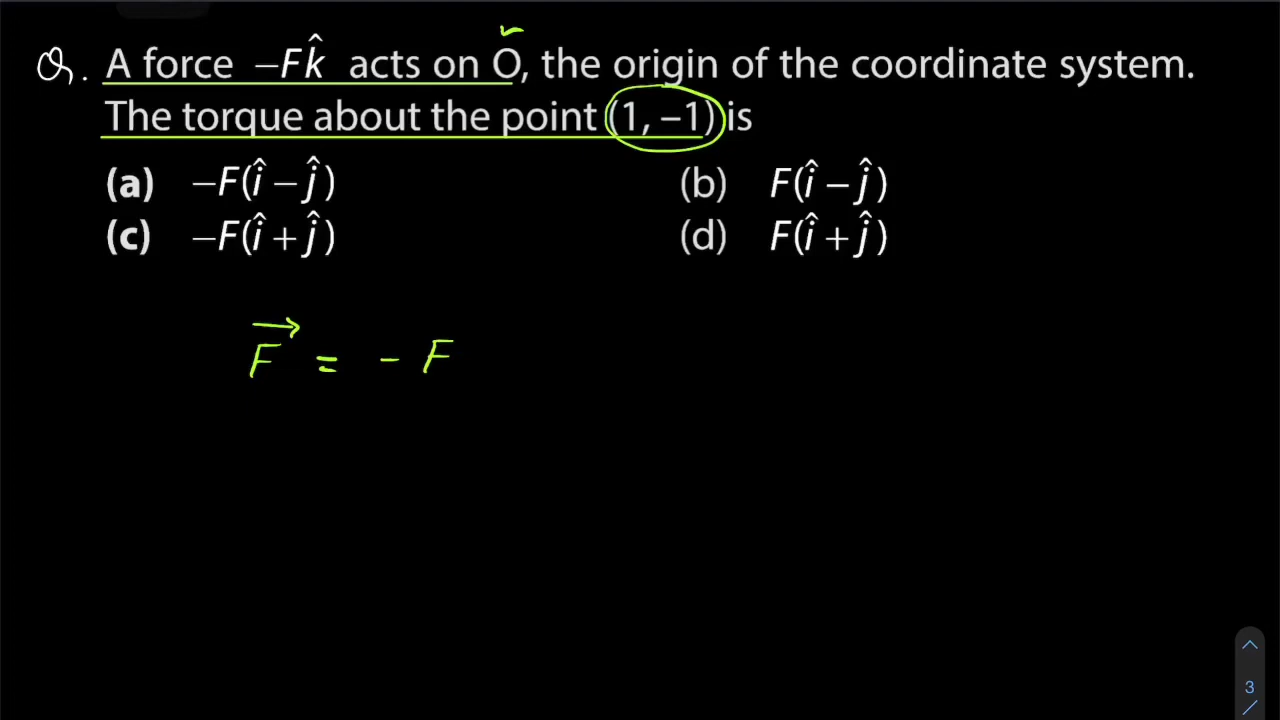 Q. A force −Fk̂ acts on O, the origin of the coordinate system.
The torque about the point (1, –1) is
(a) −F(î − ĵ) (b) F(î − ĵ)
(c) −F(î + ĵ) (d) F(î + ĵ)
F⃗ = - F
3